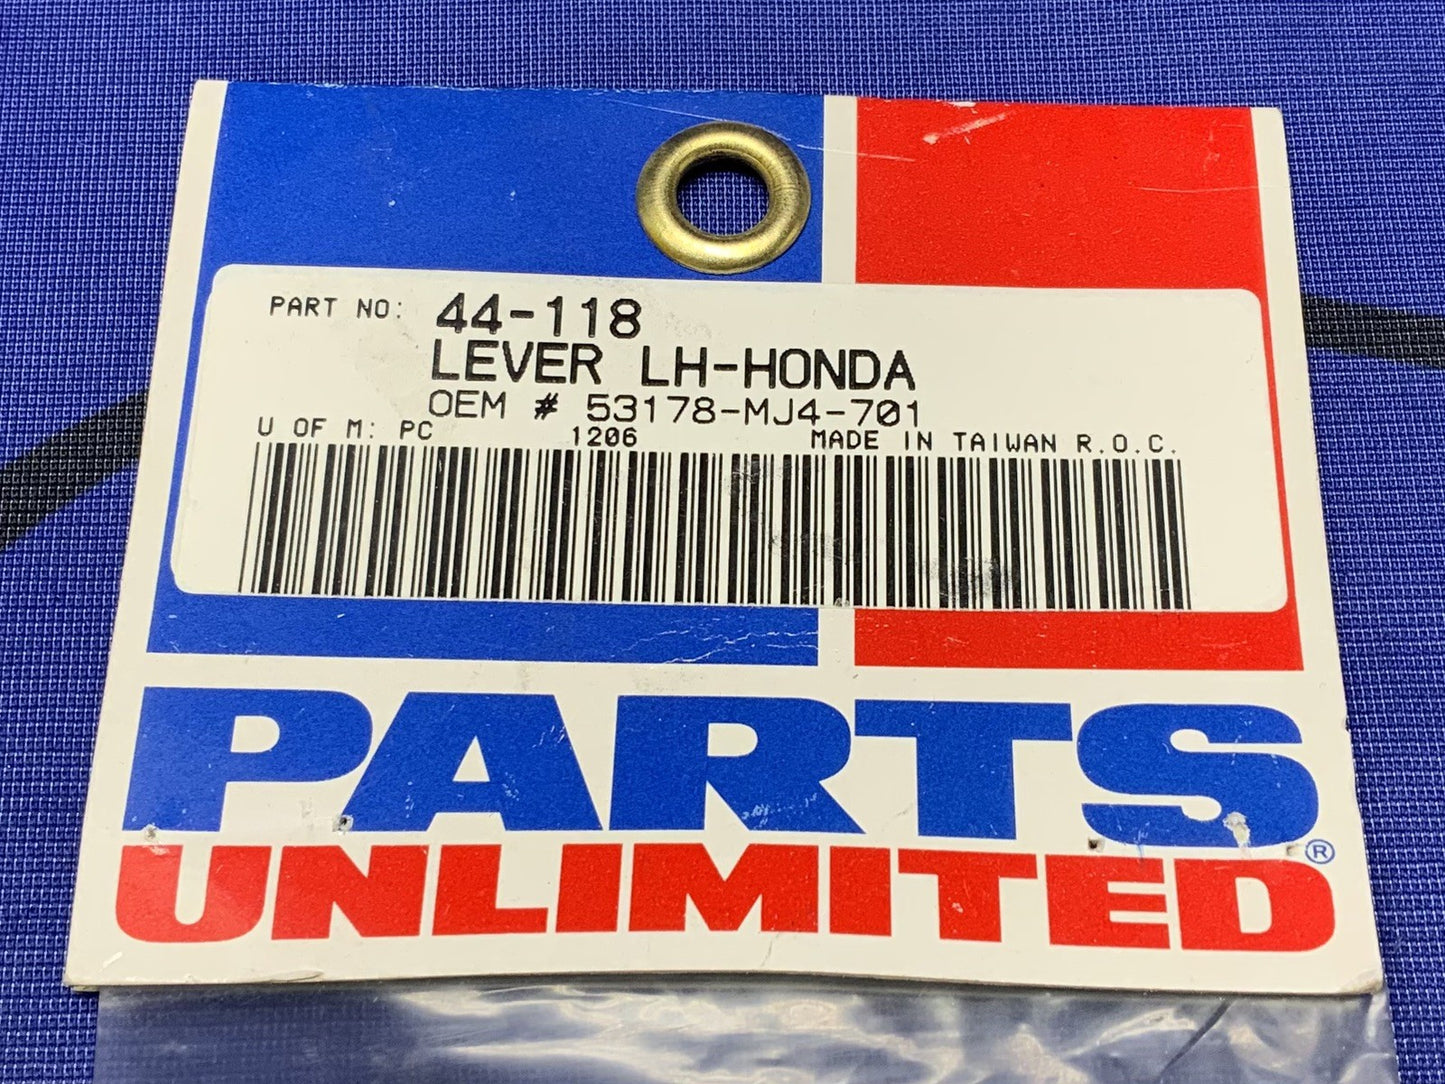 PART NO: 44-118
LEVER LH-HONDA
OEM # 53178-MJ4-701
U OF M: PC 1206 MADE IN TAIWAN R.O.C.
PARTS
UNLIMITED®